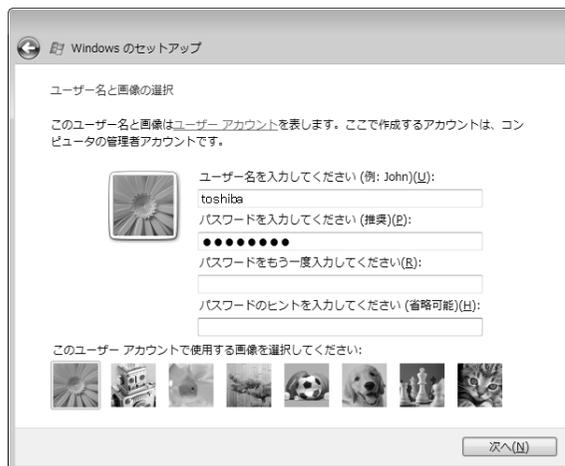 Windows のセットアップ
ユーザー名と画像の選択
このユーザー名と画像はユーザー アカウントを表します。ここで作成するアカウントは、コン
ピュータの管理者アカウントです。
ユーザー名を入力してください (例: John)(U):
toshiba
パスワードを入力してください (推奨)(P):
●●●●●●●●
パスワードをもう一度入力してください(R):
パスワードのヒントを入力してください (省略可能)(H):
このユーザー アカウントで使用する画像を選択してください:
次へ(N)